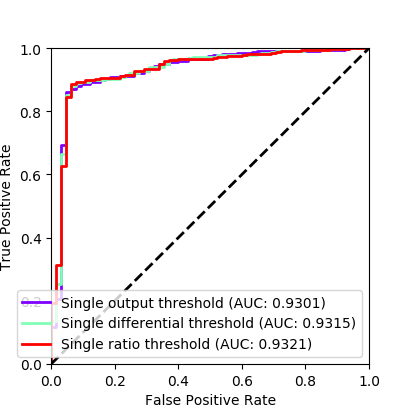 1.0
0.8
0.6
0.4
0.2
0.0
True Positive Rate
Single output threshold (AUC: 0.9301)
Single differential threshold (AUC: 0.9315)
Single ratio threshold (AUC: 0.9321)
0.0 0.2 0.4 0.6 0.8 1.0
False Positive Rate